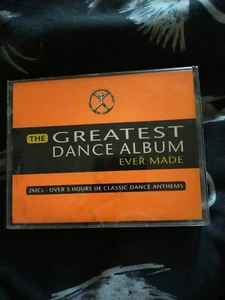 THE GREATEST
DANCE ALBUM
EVER MADE
2MCs : OVER 3 HOURS OF CLASSIC DANCE ANTHEMS